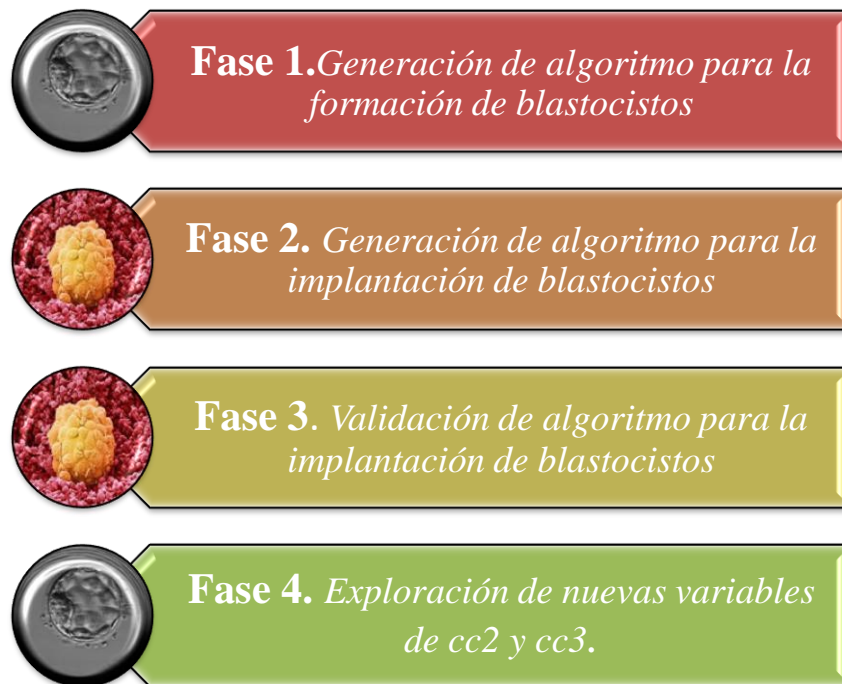 Fase 1.Generación de algoritmo para la
formación de blastocistos
Fase 2. Generación de algoritmo para la
implantación de blastocistos
Fase 3. Validación de algoritmo para la
implantación de blastocistos
Fase 4. Exploración de nuevas variables
de cc2 y cc3.